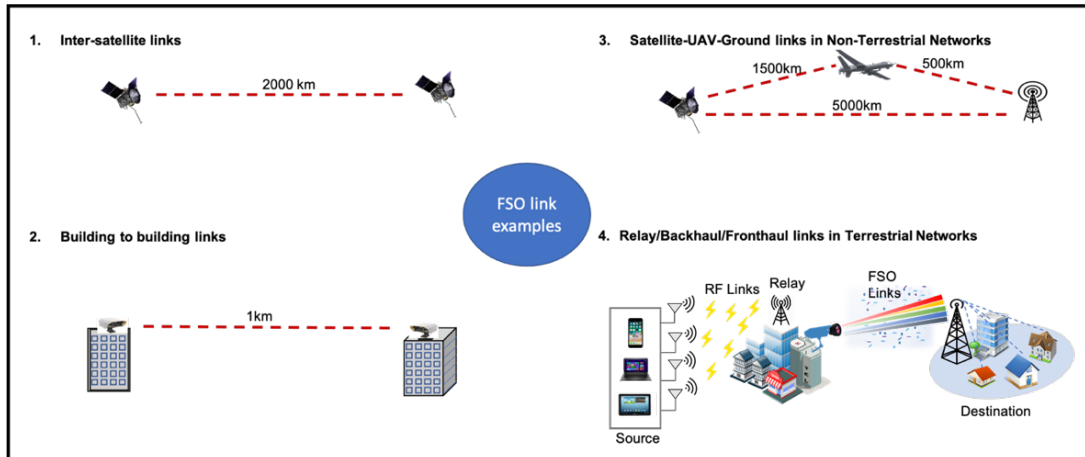 1. Inter-satellite links
2000 km
3. Satellite-UAV-Ground links in Non-Terrestrial Networks
1500km
500km
5000km
FSO link
examples
2. Building to building links
1km
4. Relay/Backhaul/Fronthaul links in Terrestrial Networks
RF Links
Relay
FSO
Links
Source
Destination